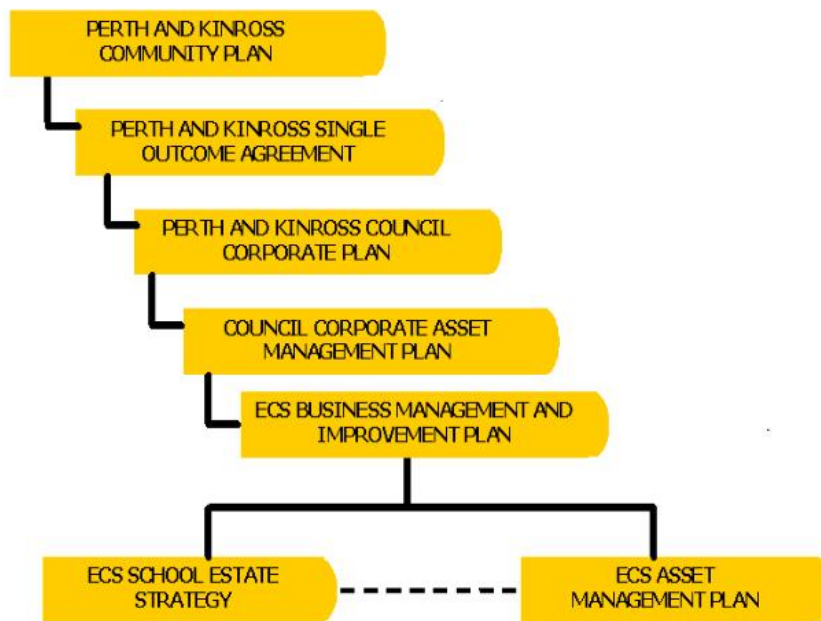 PERTH AND KINROSS
COMMUNITY PLAN
PERTH AND KINROSS SINGLE
OUTCOME AGREEMENT
PERTH AND KINROSS COUNCIL
CORPORATE PLAN
COUNCIL CORPORATE ASSET
MANAGEMENT PLAN
ECS BUSINESS MANAGEMENT AND
IMPROVEMENT PLAN
ECS SCHOOL ESTATE
STRATEGY
ECS ASSET
MANAGEMENT PLAN